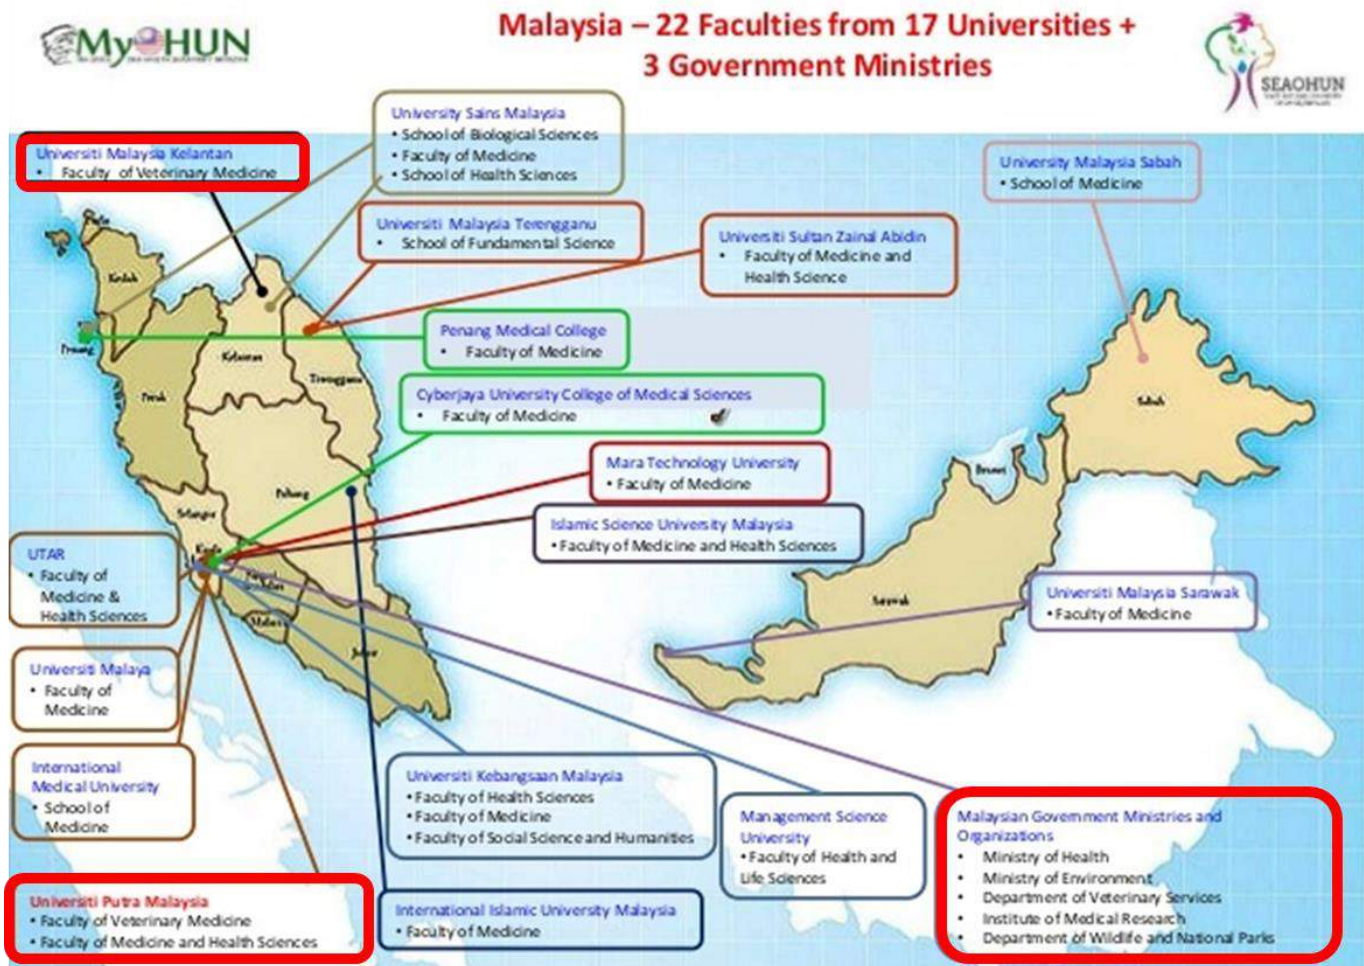 MyOHUN
Malaysia – 22 Faculties from 17 Universities +
3 Government Ministries
SEAOHUN
Universiti Malaysia Kelantan
• Faculty of Veterinary Medicine
University Sains Malaysia
• School of Biological Sciences
• Faculty of Medicine
• School of Health Sciences
University Malaysia Sabah
• School of Medicine
Universiti Malaysia Terengganu
• School of Fundamental Science
Universiti Sultan Zainal Abidin
• Faculty of Medicine and
Health Science
Penang Medical College
• Faculty of Medicine
Cyberjaya University College of Medical Sciences
• Faculty of Medicine
Mara Technology University
• Faculty of Medicine
Islamic Science University Malaysia
• Faculty of Medicine and Health Sciences
UTAR
• Faculty of
Medicine &
Health Sciences
Universiti Malaysia Sarawak
• Faculty of Medicine
Universiti Malaya
• Faculty of
Medicine
International
Medical University
• School of
Medicine
Universiti Kebangsaan Malaysia
• Faculty of Health Sciences
• Faculty of Medicine
• Faculty of Social Science and Humanities
Management Science
University
• Faculty of Health and
Life Sciences
Malaysian Government Ministries and
Organizations
• Ministry of Health
• Ministry of Environment
• Department of Veterinary Services
• Institute of Medical Research
• Department of Wildlife and National Parks
Universiti Putra Malaysia
• Faculty of Veterinary Medicine
• Faculty of Medicine and Health Sciences
International Islamic University Malaysia
• Faculty of Medicine
Kedah
Penang
Perak
Kelantan
Pahang
Selangor
Johor
Sabah
Brunei
Sarawak